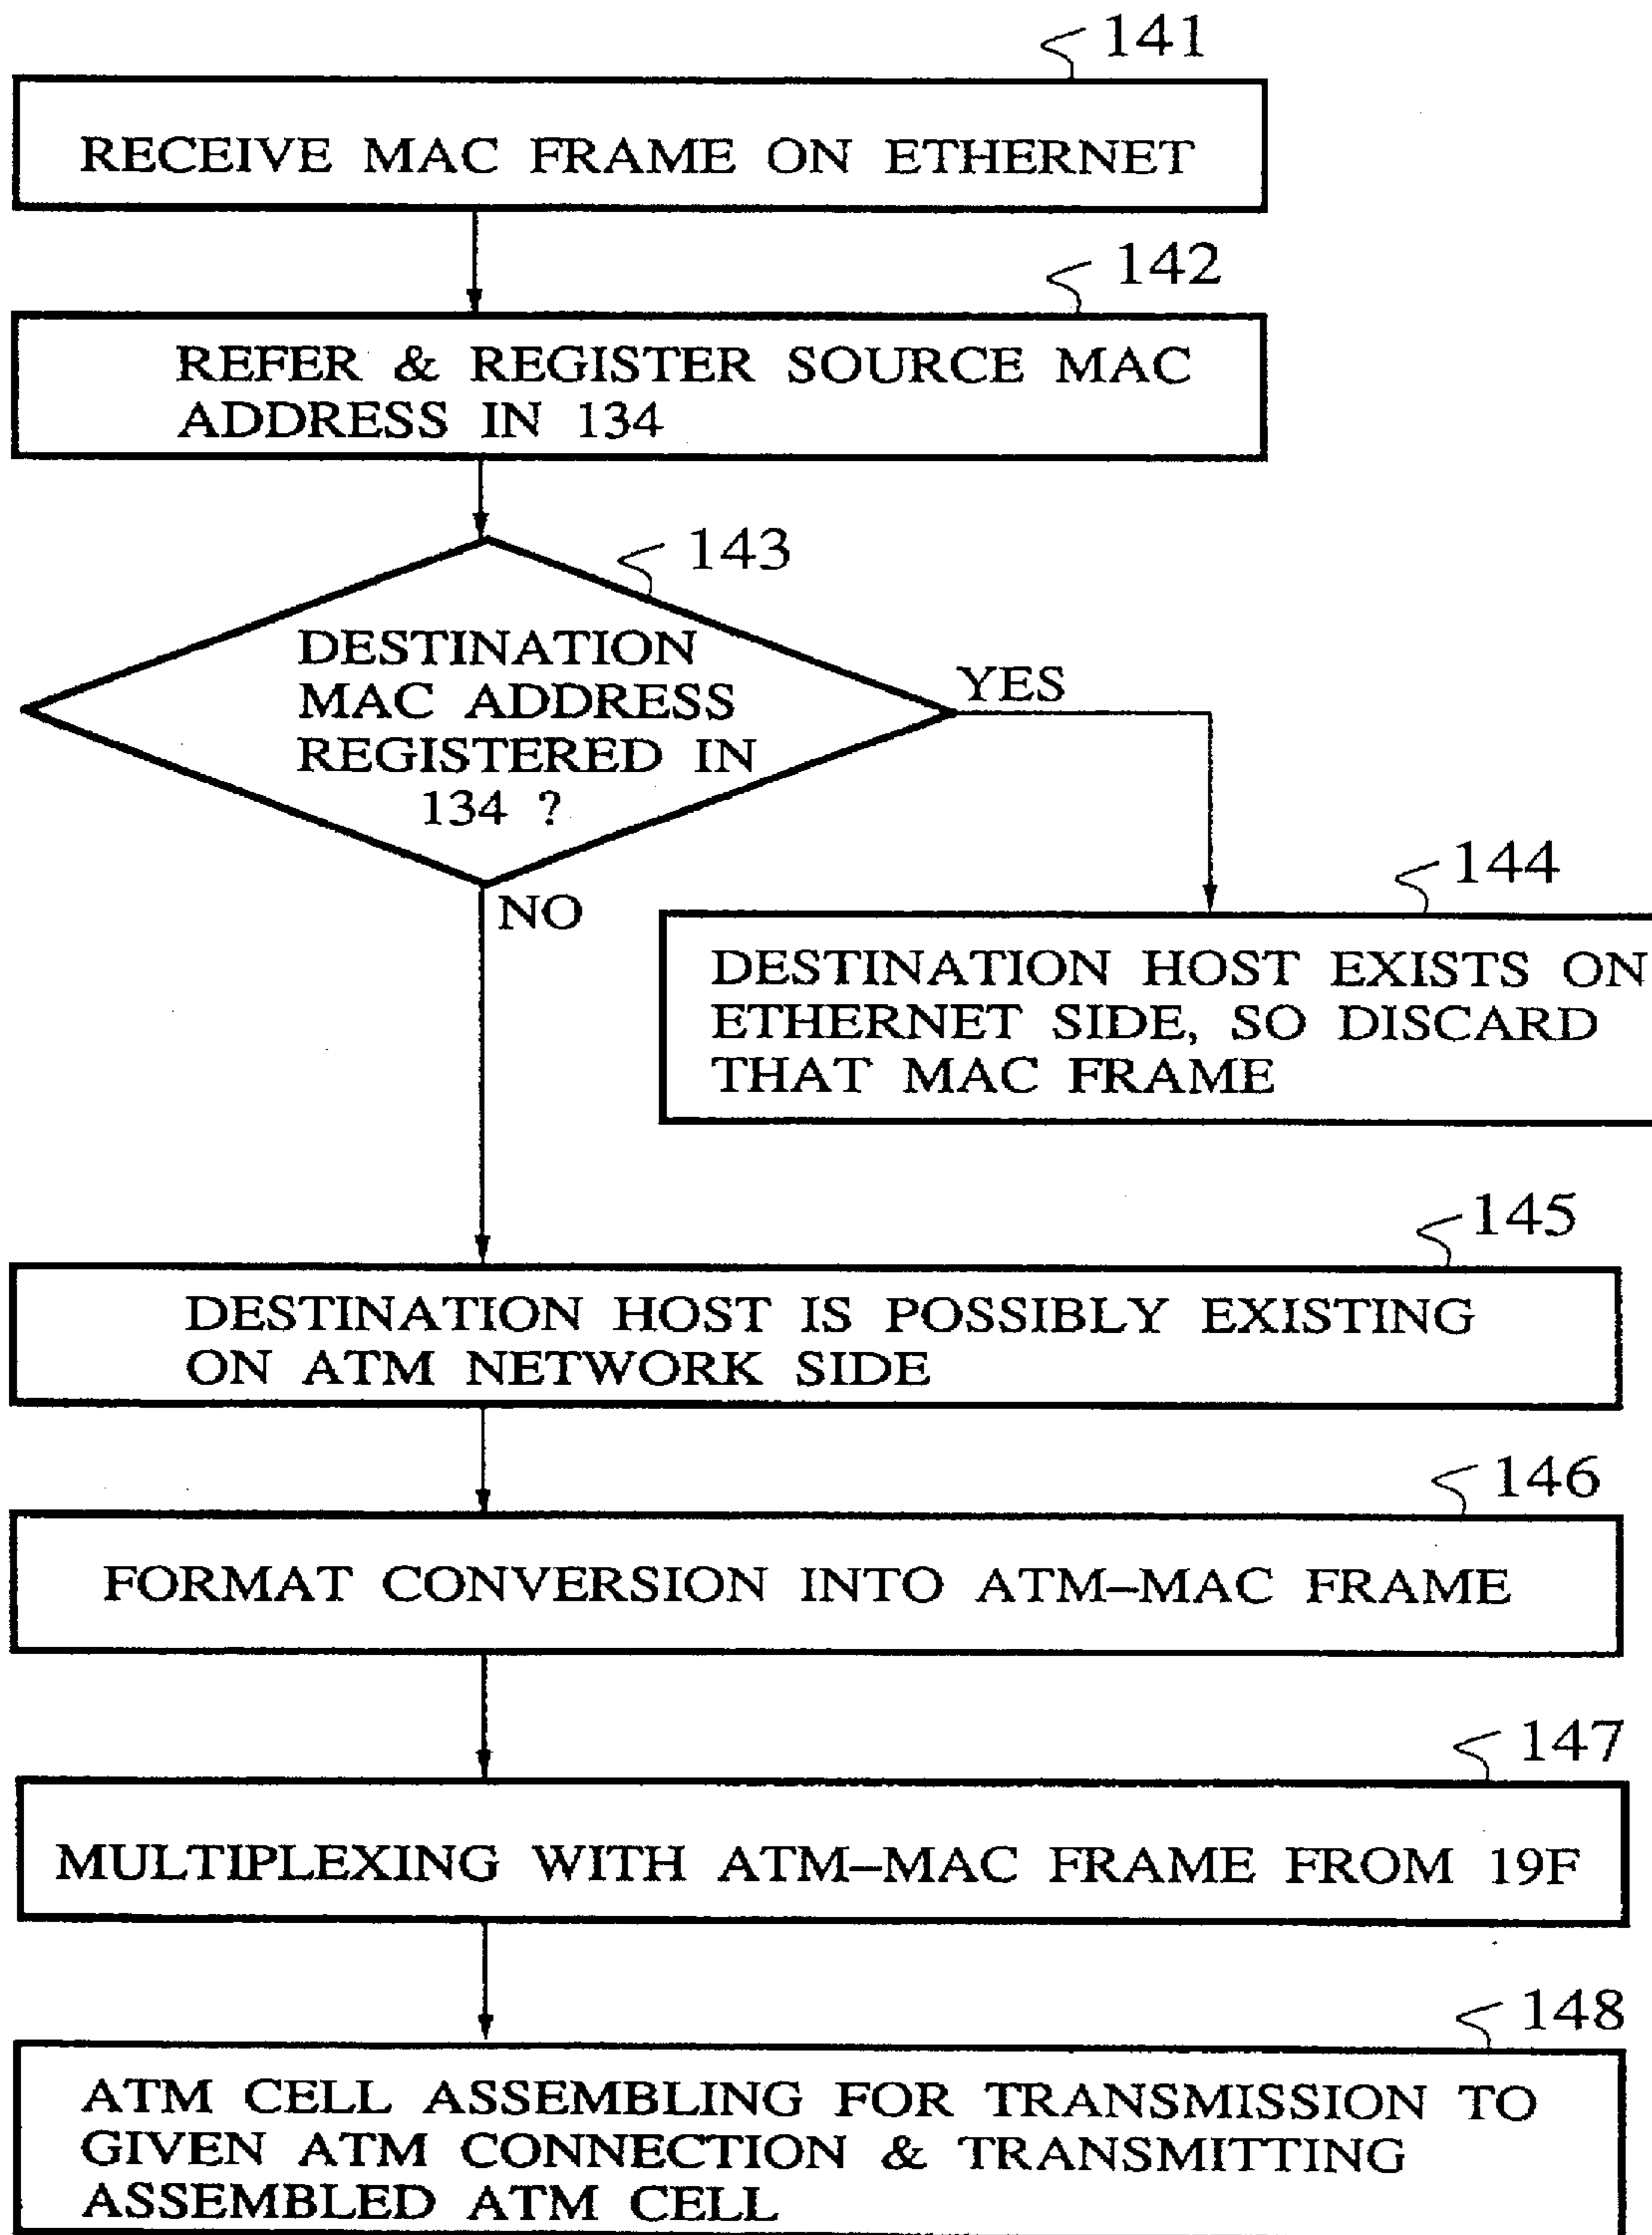 141
RECEIVE MAC FRAME ON ETHERNET
142
REFER & REGISTER SOURCE MAC
ADDRESS IN 134
143
DESTINATION
MAC ADDRESS
REGISTERED IN
134 ?
YES
NO
144
DESTINATION HOST EXISTS ON
ETHERNET SIDE, SO DISCARD
THAT MAC FRAME
145
DESTINATION HOST IS POSSIBLY EXISTING
ON ATM NETWORK SIDE
146
FORMAT CONVERSION INTO ATM–MAC FRAME
147
MULTIPLEXING WITH ATM–MAC FRAME FROM 19F
148
ATM CELL ASSEMBLING FOR TRANSMISSION TO
GIVEN ATM CONNECTION & TRANSMITTING
ASSEMBLED ATM CELL